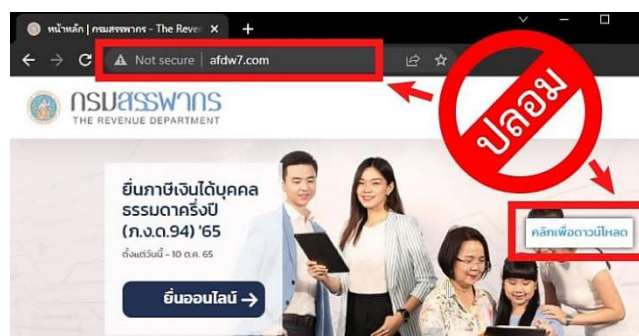 หน้าหลัก | กรมสรรพากร - The Reve
Not secure | afdw7.com
ปลอม
กรมสรรพากร
THE REVENUE DEPARTMENT
ยื่นภาษีเงินได้บุคคล
ธรรมดาครึ่งปี
(ภ.ง.ด.94) '65
ตั้งแต่วันนี้ - 10 ต.ค. 65
ยื่นออนไลน์ →
คลิกเพื่อดาวน์โหลด